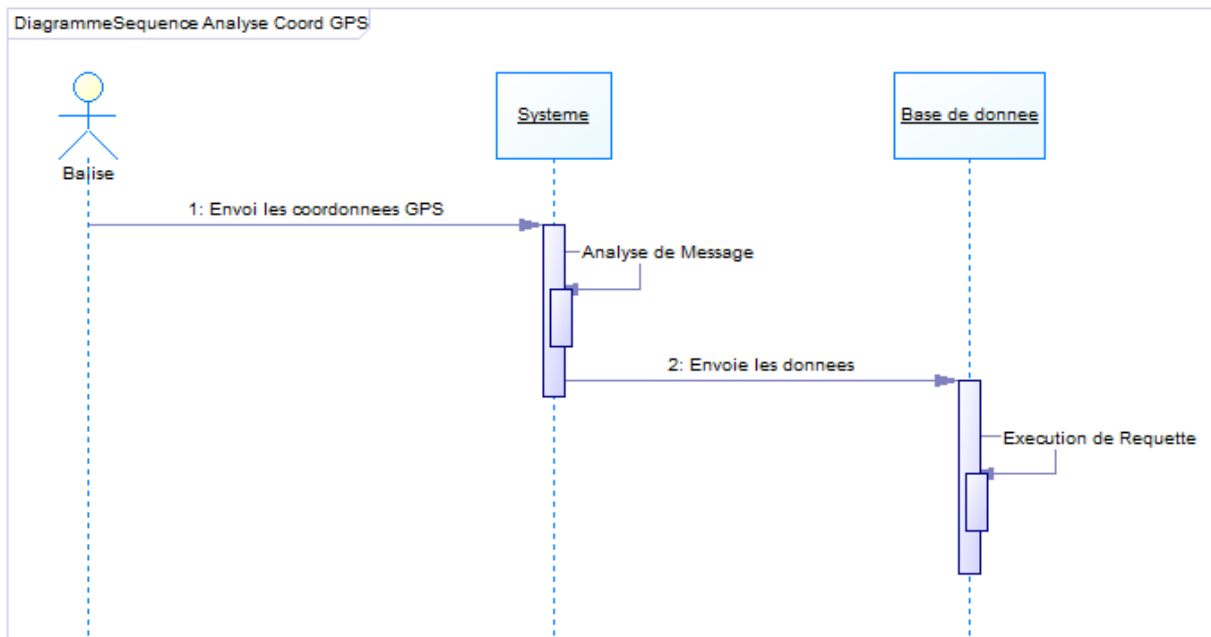 DiagrammeSequence Analyse Coord GPS
Balise
Systeme
Base de donnee
1: Envoi les coordonnees GPS
Analyse de Message
2: Envoie les donnees
Execution de Requette